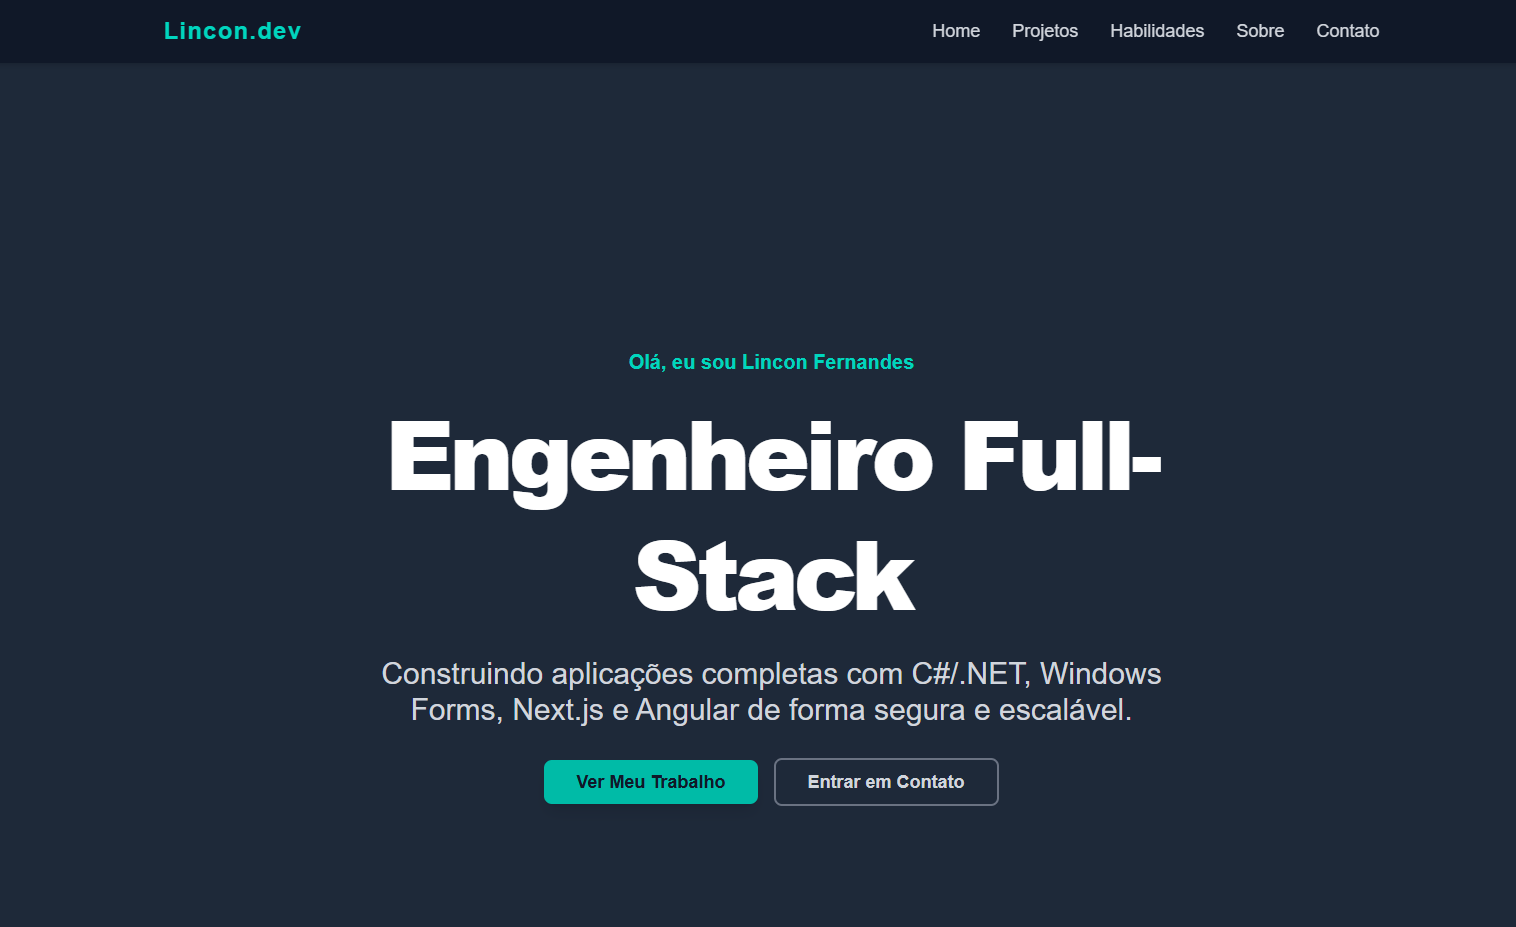 Lincon.dev
Home Projetos Habilidades Sobre Contato
Olá, eu sou Lincon Fernandes
Engenheiro Full-
Stack
Construindo aplicações completas com C#/.NET, Windows
Forms, Next.js e Angular de forma segura e escalável.
Ver Meu Trabalho
Entrar em Contato